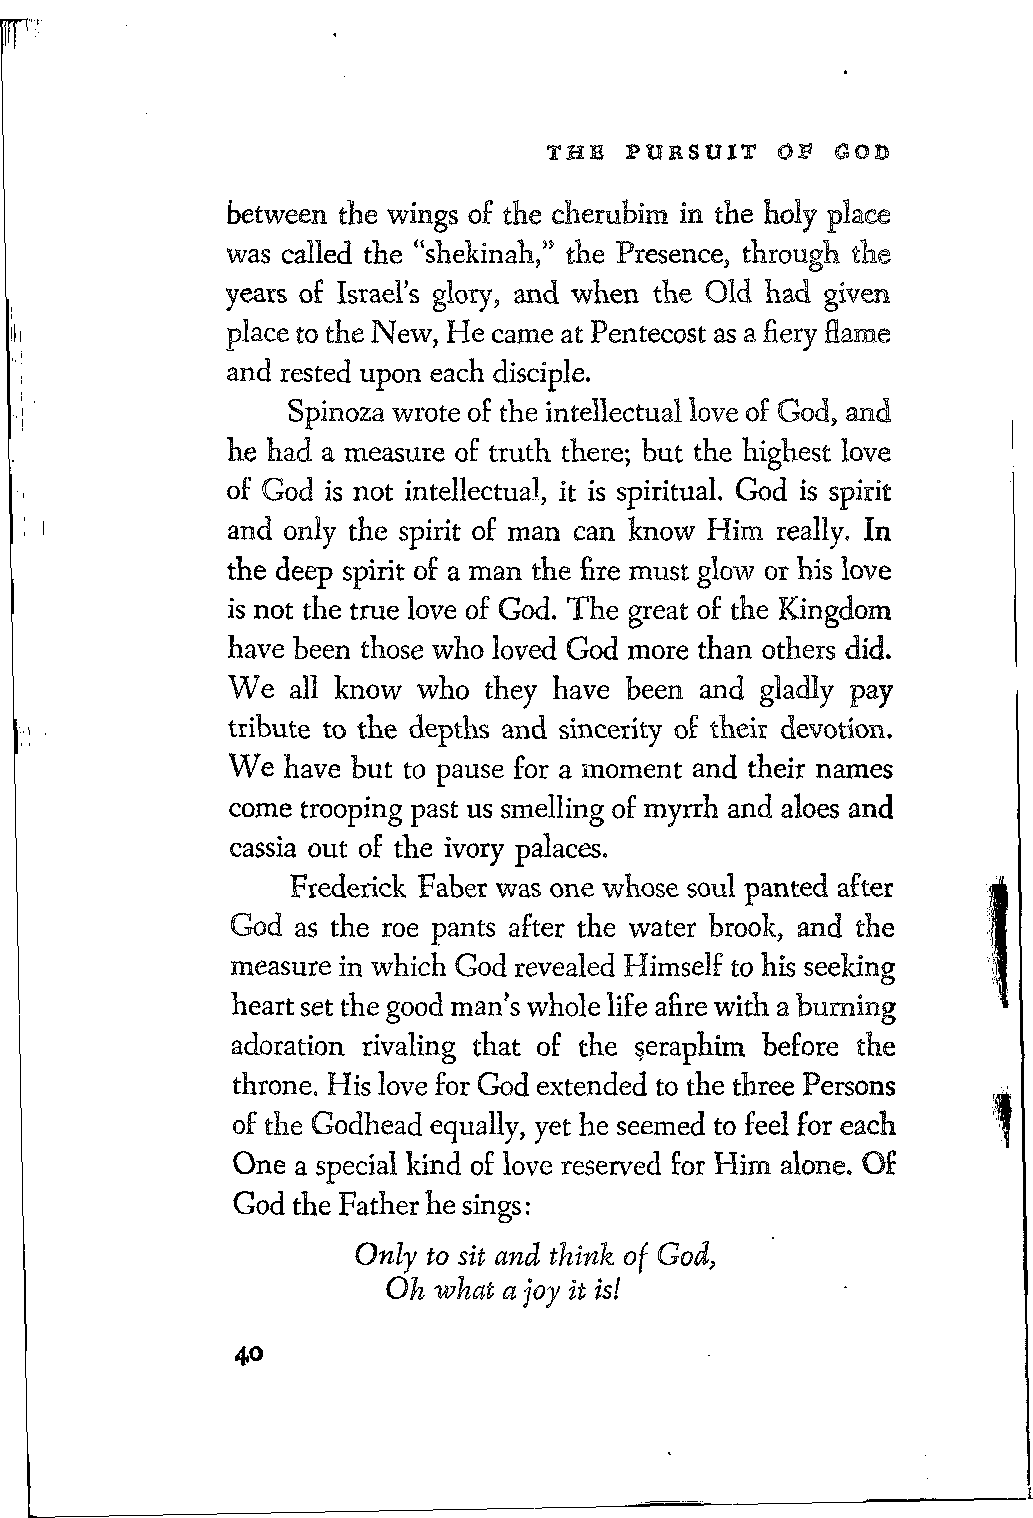 THE PURSUIT OF GOD
between the wings of the cherubim in the holy place
was called the "shekinah," the Presence, through the
years of Israel's glory, and when the Old had given
place to the New, He came at Pentecost as a fiery flame
and rested upon each disciple.
Spinoza wrote of the intellectual love of God, and
he had a measure of truth there; but the highest love
of God is not intellectual, it is spiritual. God is spirit
and only the spirit of man can know Him really. In
the deep spirit of a man the fire must glow or his love
is not the true love of God. The great of the Kingdom
have been those who loved God more than others did.
We all know who they have been and gladly pay
tribute to the depths and sincerity of their devotion.
We have but to pause for a moment and their names
come trooping past us smelling of myrrh and aloes and
cassia out of the ivory palaces.
Frederick Faber was one whose soul panted after
God as the roe pants after the water brook, and the
measure in which God revealed Himself to his seeking
heart set the good man's whole life afire with a burning
adoration rivaling that of the seraphim before the
throne. His love for God extended to the three Persons
of the Godhead equally, yet he seemed to feel for each
One a special kind of love reserved for Him alone. Of
God the Father he sings:
Only to sit and think of God,
Oh what a joy it is!
40